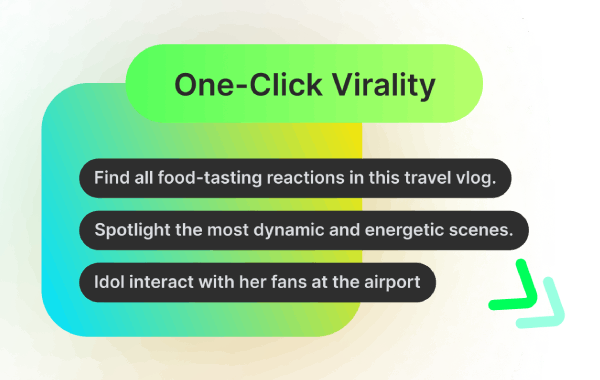 One-Click Virality
Find all food-tasting reactions in this travel vlog.
Spotlight the most dynamic and energetic scenes.
Idol interact with her fans at the airport